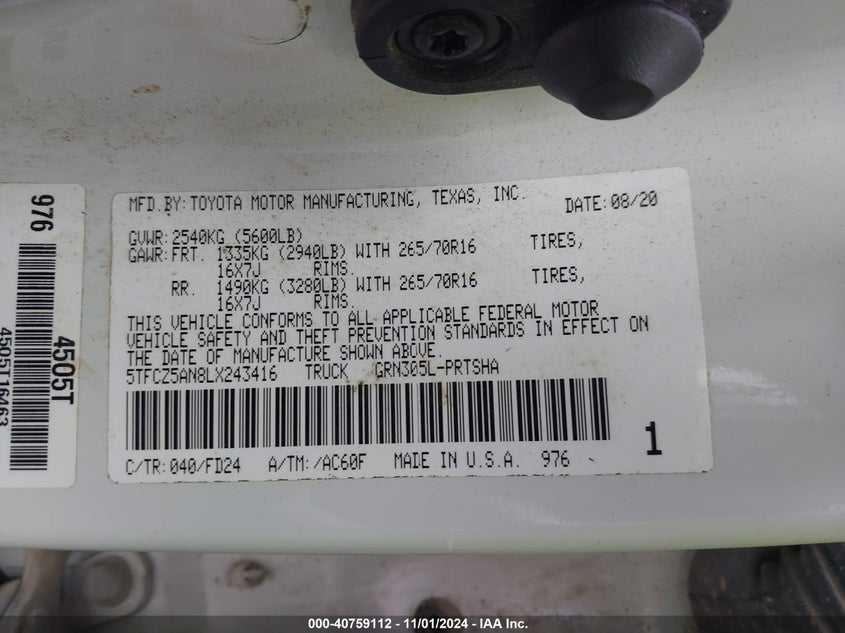 MFD.BY:TOYOTA MOTOR MANUFACTURING, TEXAS, INC. DATE:08/20
GVWR:2540KG (5600LB)
GAWR:FRT. 1335KG (2940LB) WITH 265/70R16 TIRES,
16X7J RIMS.
RR. 1490KG (3280LB) WITH 265/70R16 TIRES,
16X7J RIMS.
THIS VEHICLE CONFORMS TO ALL APPLICABLE FEDERAL MOTOR
VEHICLE SAFETY AND THEFT PREVENTION STANDARDS IN EFFECT ON
THE DATE OF MANUFACTURE SHOWN ABOVE.
5TFCZ5AN8LX243416 TRUCK GRN305L-PRTSHA
1
C/TR:040/FD24 A/TM:/AC60F MADE IN U.S.A. 976
976
4505T
4505T16463
000-40759112 - 11/01/2024 - IAA Inc.